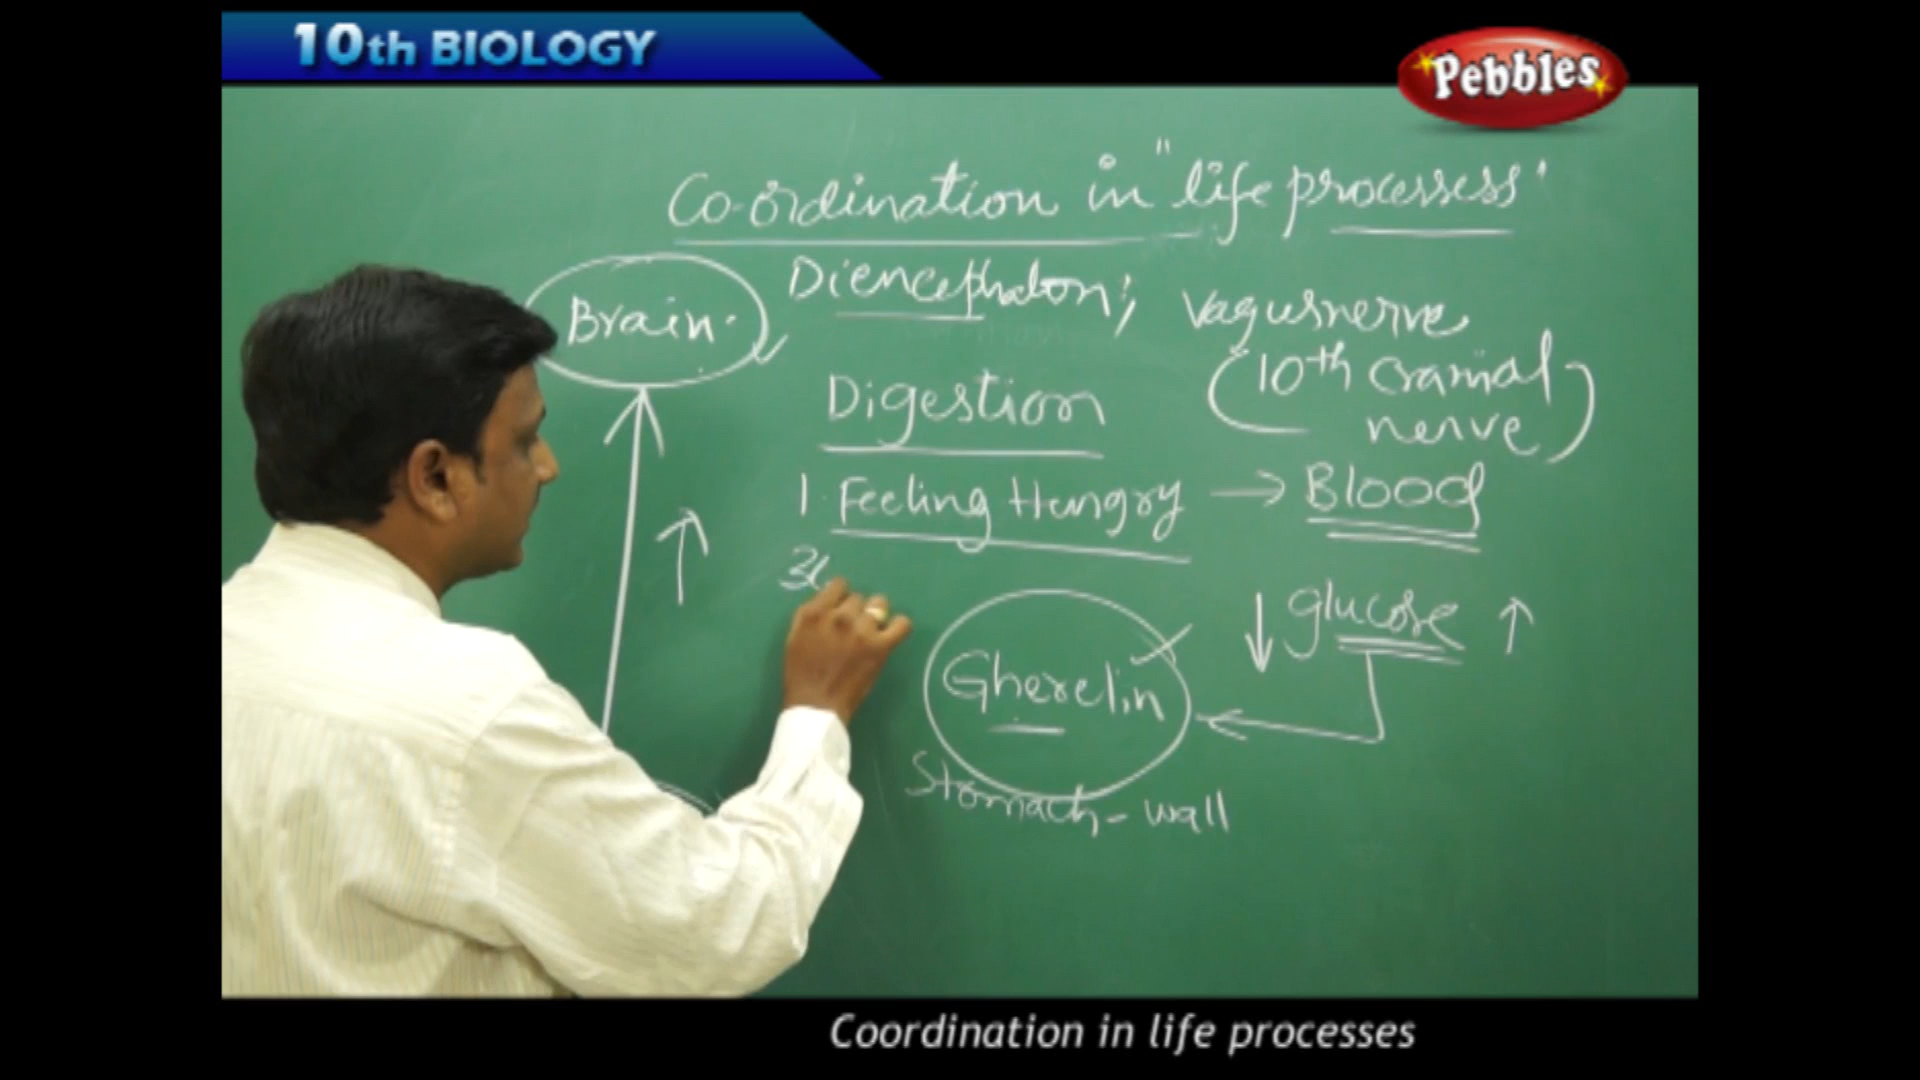 10th BIOLOGY
Pebbles
Co-ordination in "life processess"
Brain.
Diencephalon; Vagusnerve
(10th cranial
nerve)
Digestion
1. Feeling Hungry → Blood
↓ glucose ↑
Gherelin
Stomach - wall
Coordination in life processes